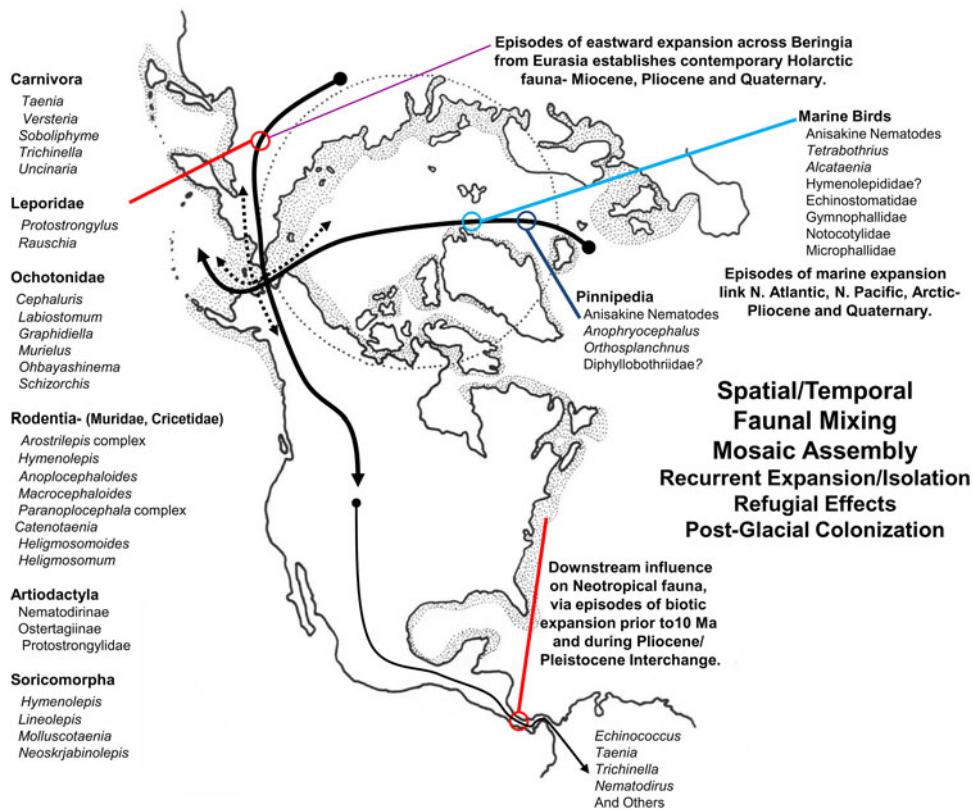 Episodes of eastward expansion across Beringia
from Eurasia establishes contemporary Holarctic
fauna- Miocene, Pliocene and Quaternary.
Carnivora
Taenia
Versteria
Soboliphyme
Trichinella
Uncinaria
Leporidae
Protostrongylus
Rauschia
Ochotonidae
Cephaluris
Labiostomum
Graphidiella
Murielus
Ohbayashinema
Schizorchis
Rodentia- (Muridae, Cricetidae)
Arostrilepis complex
Hymenolepis
Anoplocephaloides
Macrocephaloides
Paranoplocephala complex
Catenotaenia
Heligmosomoides
Heligmosomum
Artiodactyla
Nematodirinae
Ostertagiinae
Protostrongylidae
Soricomorpha
Hymenolepis
Lineolepis
Molluscotaenia
Neoskrjabinolepis
Marine Birds
Anisakine Nematodes
Tetrabothrius
Alcataenia
Hymenolepididae?
Echinostomatidae
Gymnophallidae
Notocotylidae
Microphallidae
Episodes of marine expansion
link N. Atlantic, N. Pacific, Arctic-
Pliocene and Quaternary.
Pinnipedia
Anisakine Nematodes
Anophryocephalus
Orthosplanchnus
Diphyllobothriidae?
Spatial/Temporal
Faunal Mixing
Mosaic Assembly
Recurrent Expansion/Isolation
Refugial Effects
Post-Glacial Colonization
Downstream influence
on Neotropical fauna,
via episodes of biotic
expansion prior to10 Ma
and during Pliocene/
Pleistocene Interchange.
Echinococcus
Taenia
Trichinella
Nematodirus
And Others